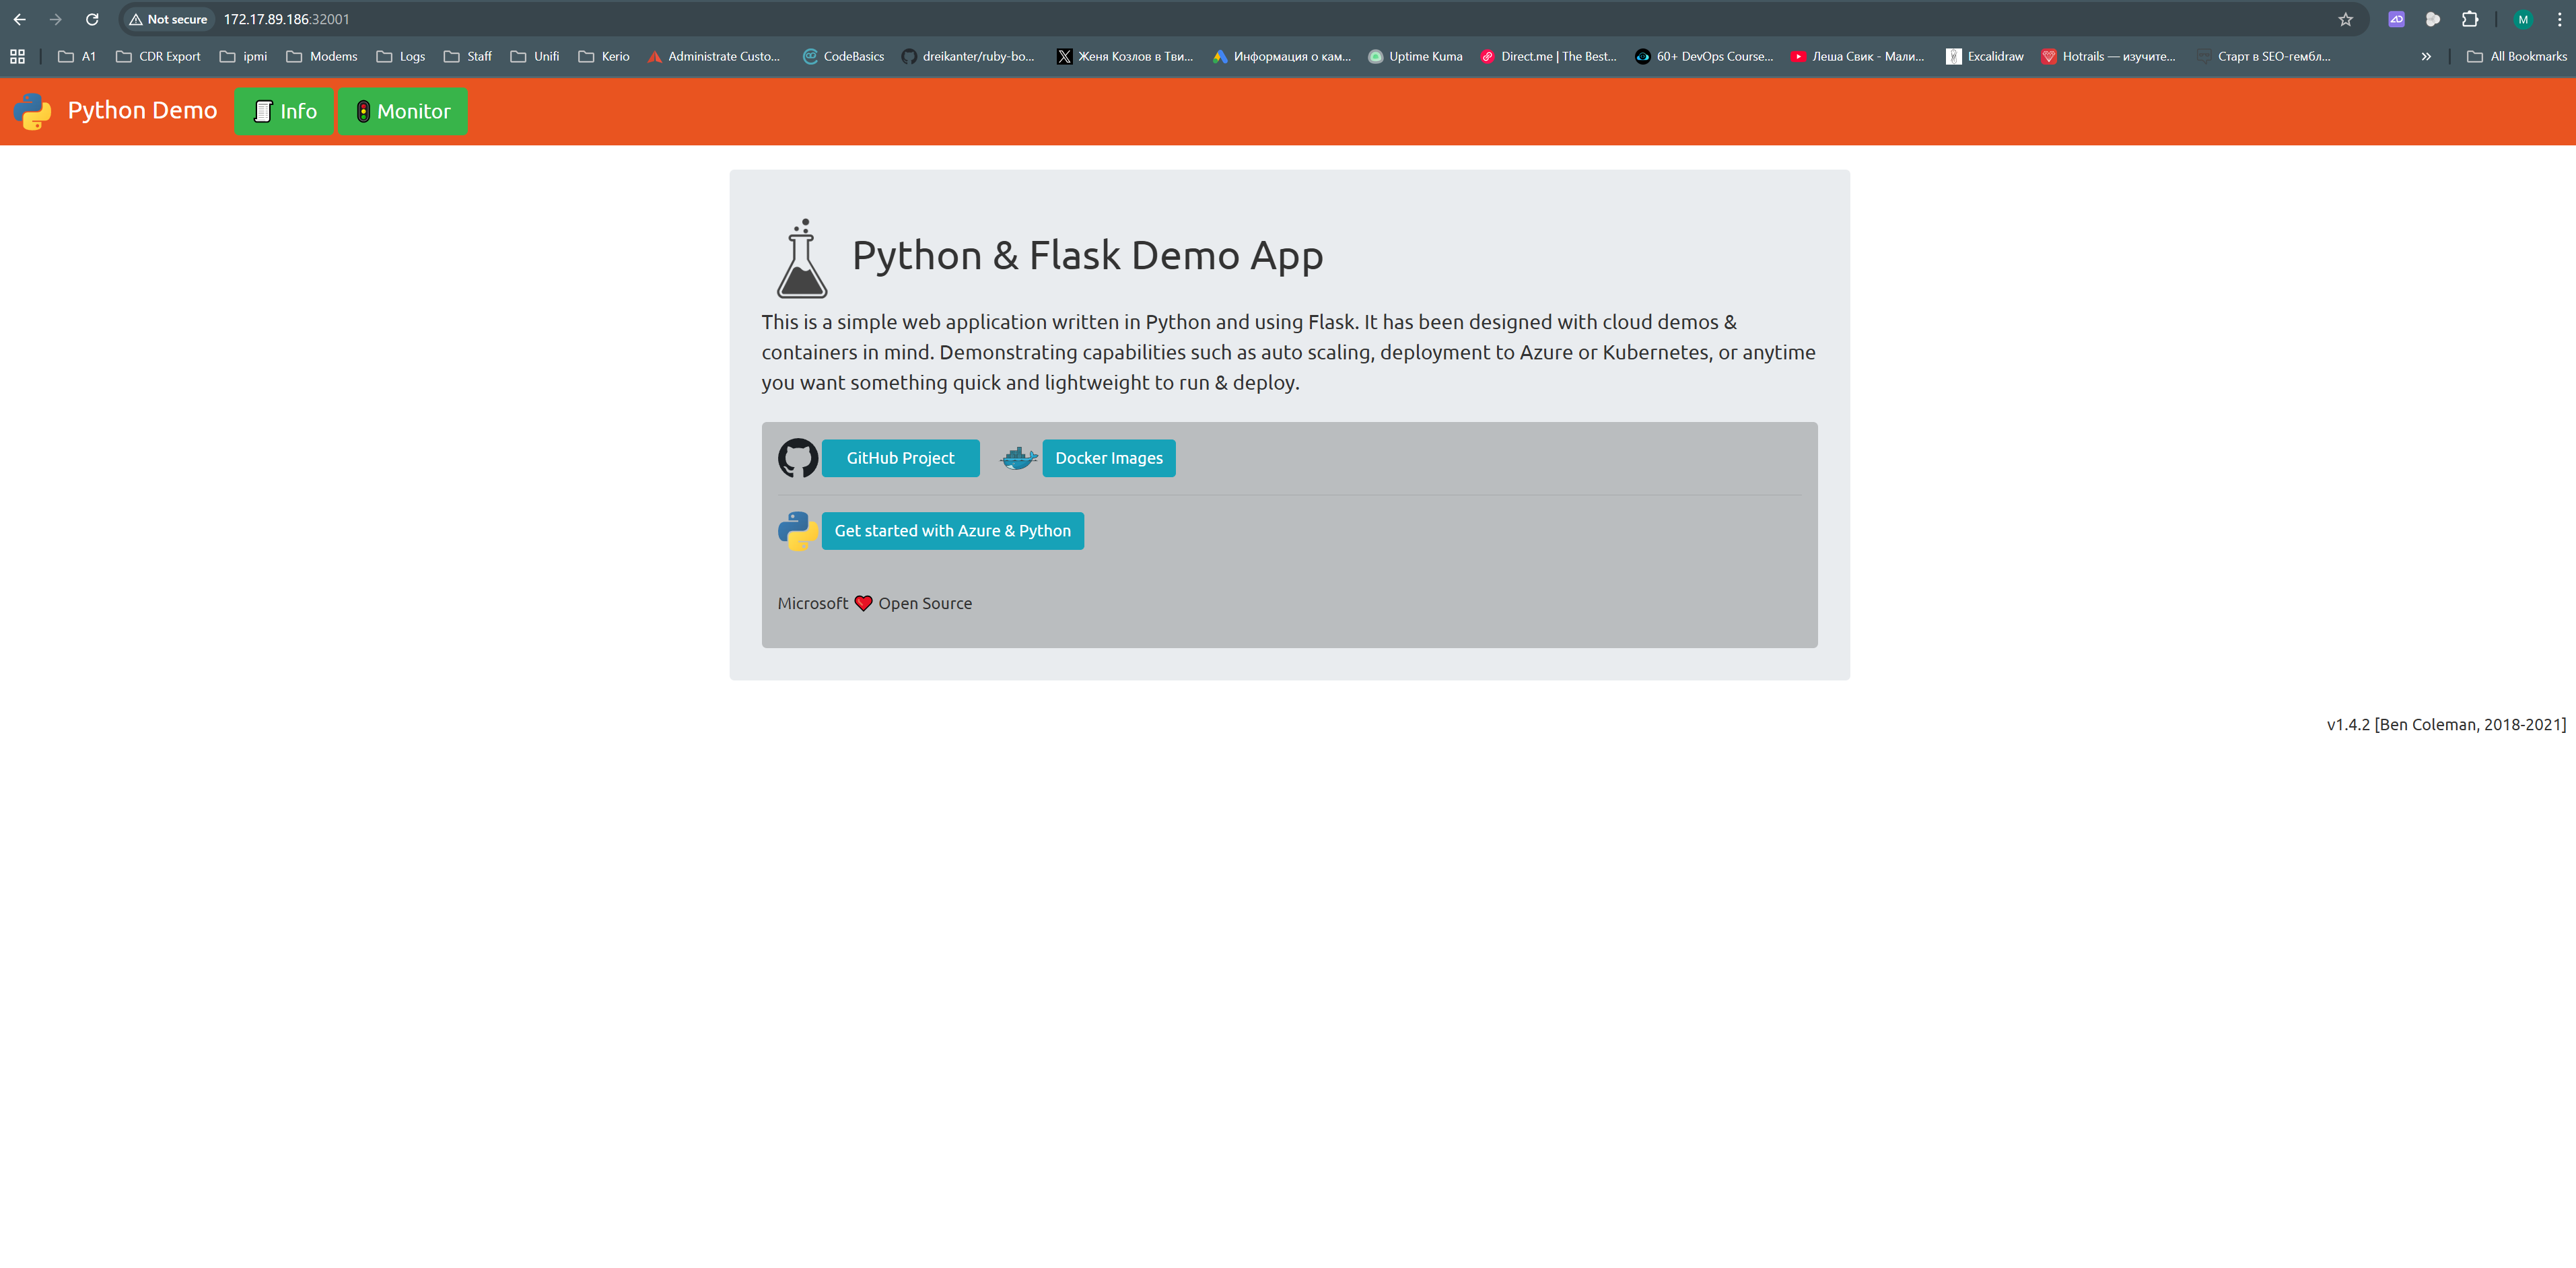 Not secure 172.17.89.186:32001 M
A1 CDR Export ipmi Modems Logs Staff Unifi Kerio Administrate Custo... CodeBasics dreikanter/ruby-bo... Женя Козлов в Тви... Информация о кам... Uptime Kuma Direct.me | The Best... 60+ DevOps Course... Леша Свик - Мали... Excalidraw Hotrails — изучите... Старт в SEO-гембл... » All Bookmarks
Python Demo Info Monitor
Python & Flask Demo App
This is a simple web application written in Python and using Flask. It has been designed with cloud demos &
containers in mind. Demonstrating capabilities such as auto scaling, deployment to Azure or Kubernetes, or anytime
you want something quick and lightweight to run & deploy.
GitHub Project Docker Images
Get started with Azure & Python
Microsoft ❤ Open Source
v1.4.2 [Ben Coleman, 2018-2021]